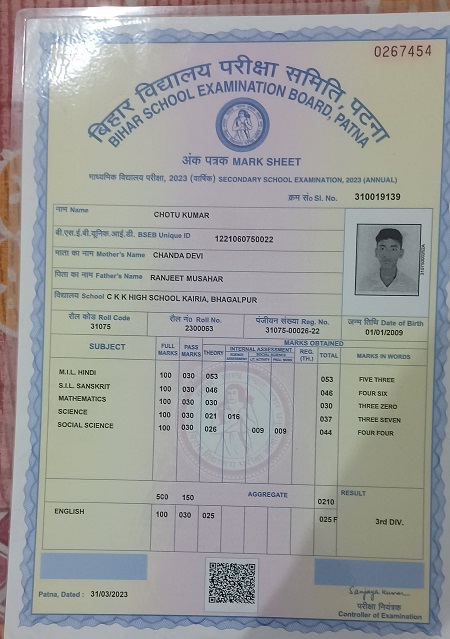 0267454
बिहार विद्यालय परीक्षा समिति, पटना
BIHAR SCHOOL EXAMINATION BOARD, PATNA
अंक पत्रक MARK SHEET
माध्यमिक विद्यालय परीक्षा, 2023 (वार्षिक) SECONDARY SCHOOL EXAMINATION, 2023 (ANNUAL)
क्रम सं० Sl. No. 310019139
नाम Name CHOTU KUMAR
बी.एस.ई.बी.यूनिक.आई.डी. BSEB Unique ID 1221060750022
माता का नाम Mother's Name CHANDA DEVI
पिता का नाम Father's Name RANJEET MUSAHAR
विद्यालय School C K K HIGH SCHOOL KAIRIA, BHAGALPUR
रौल कोड Roll Code रौल नं० Roll No. पंजीयन संख्या Reg. No. जन्म तिथि Date of Birth
31075 2300063 31075-00026-22 01/01/2009
SUBJECT FULL MARKS PASS MARKS MARKS OBTAINED
THEORY INTERNAL ASSESSMENT REG. (TH.) TOTAL MARKS IN WORDS
M.I.L. HINDI 100 030 053 053 FIVE THREE
S.I.L. SANSKRIT 100 030 046 046 FOUR SIX
MATHEMATICS 100 030 030 030 THREE ZERO
SCIENCE 100 030 021 016 037 THREE SEVEN
SOCIAL SCIENCE 100 030 026 009 009 044 FOUR FOUR
500 150 AGGREGATE 0210 RESULT
ENGLISH 100 030 025 025 F 3rd DIV.
Patna, Dated : 31/03/2023
Sanjay Kumar
परीक्षा नियंत्रक
Controller of Examination